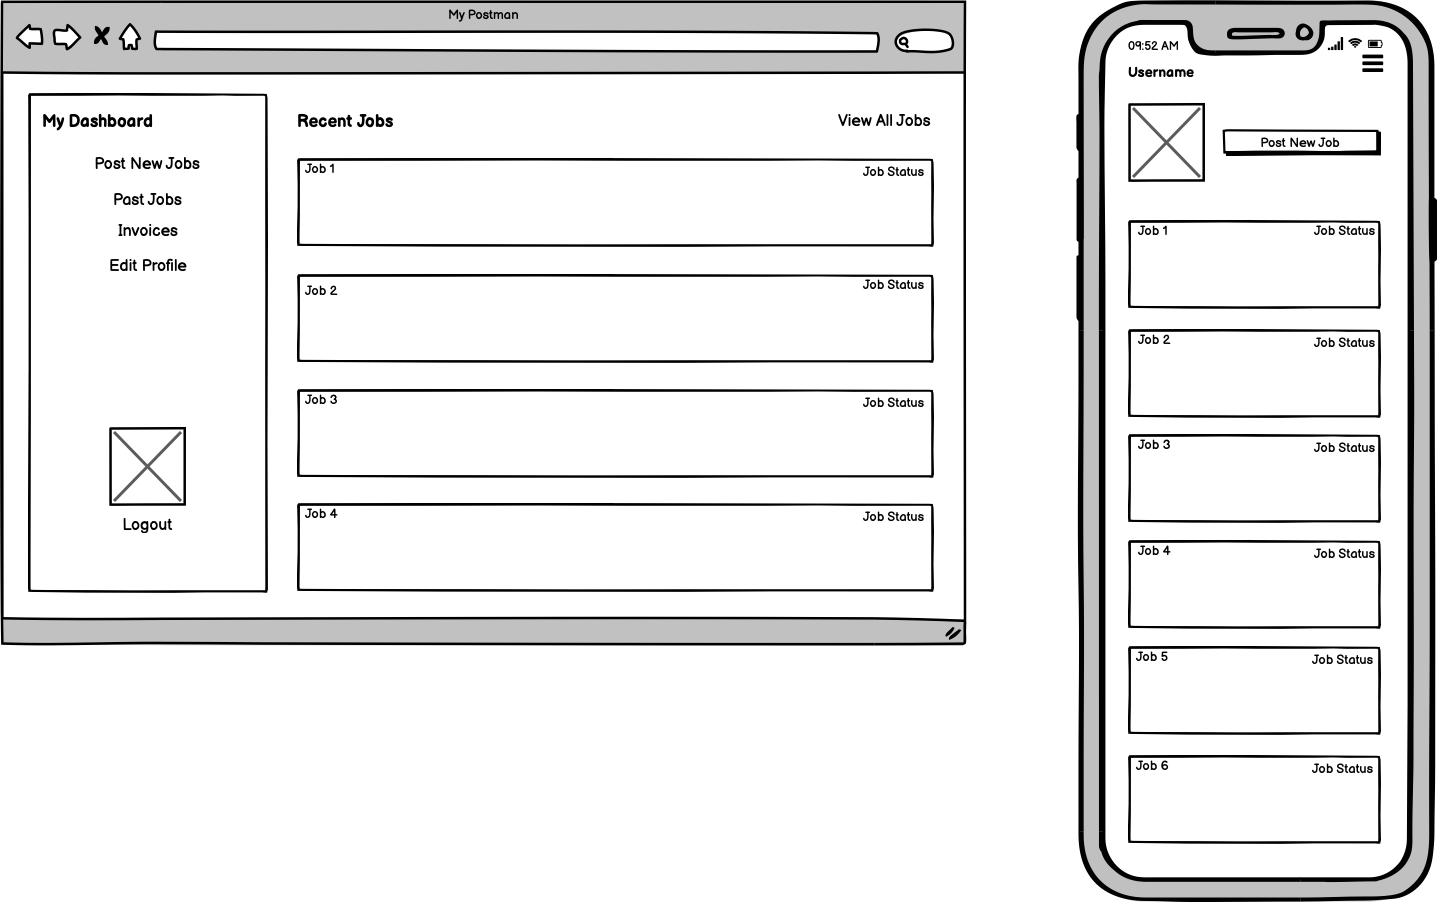 My Postman
My Dashboard
Post New Jobs
Past Jobs
Invoices
Edit Profile
Logout
Recent Jobs
View All Jobs
Job 1
Job Status
Job 2
Job Status
Job 3
Job Status
Job 4
Job Status
09:52 AM
Username
Post New Job
Job 1
Job Status
Job 2
Job Status
Job 3
Job Status
Job 4
Job Status
Job 5
Job Status
Job 6
Job Status